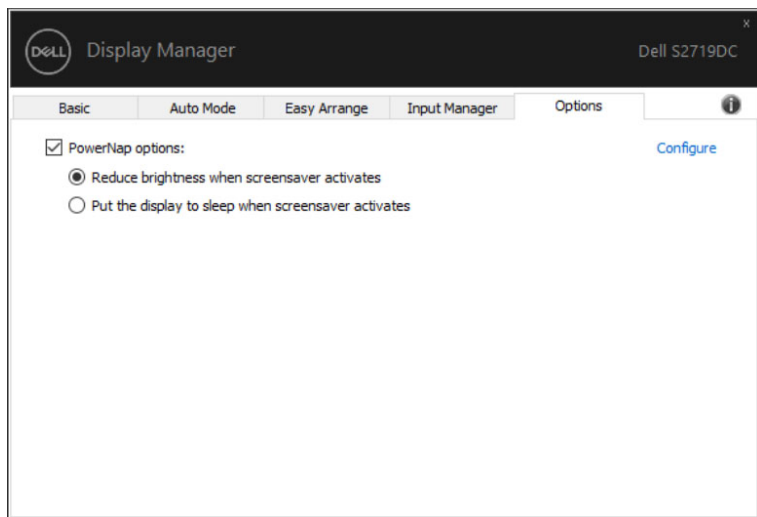 x
DELL Display Manager Dell S2719DC
Basic Auto Mode Easy Arrange Input Manager Options i
PowerNap options: Configure
Reduce brightness when screensaver activates
Put the display to sleep when screensaver activates